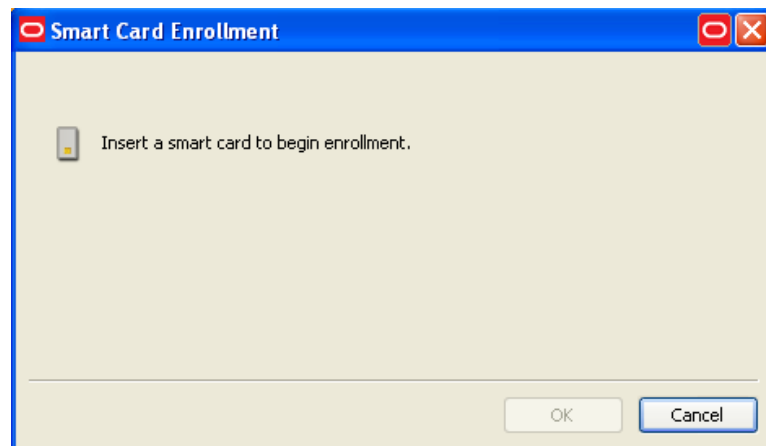 Smart Card Enrollment
Insert a smart card to begin enrollment.
OK
Cancel